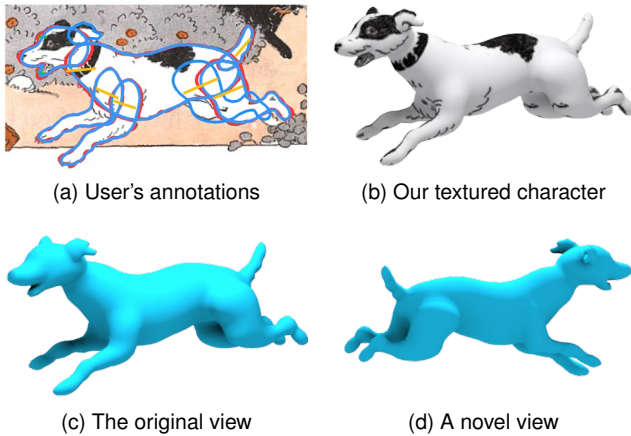 (a) User's annotations
(b) Our textured character
(c) The original view
(d) A novel view